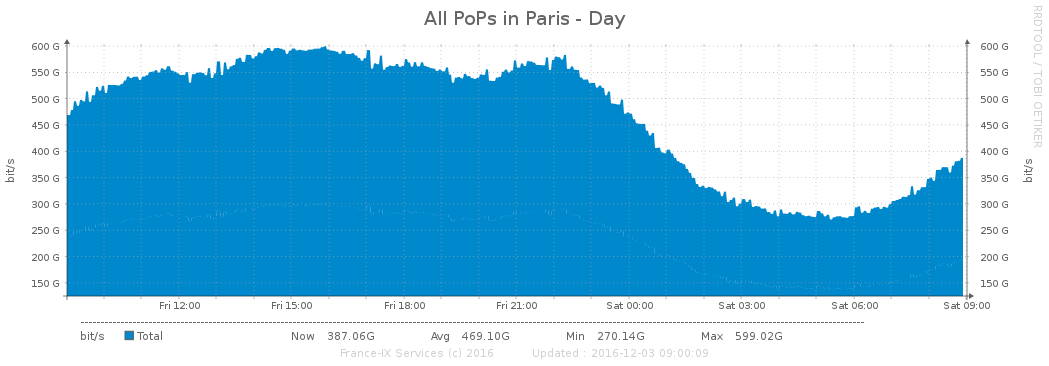 All PoPs in Paris - Day
RRDTOOL / TOBI OETIKER
bit/s
bit/s
600 G 600 G
550 G 550 G
500 G 500 G
450 G 450 G
400 G 400 G
350 G 350 G
300 G 300 G
250 G 250 G
200 G 200 G
150 G 150 G
Fri 12:00 Fri 15:00 Fri 18:00 Fri 21:00 Sat 00:00 Sat 03:00 Sat 06:00 Sat 09:00
bit/s Total Now 387.06G Avg 469.10G Min 270.14G Max 599.02G
France-IX Services (c) 2016 Updated : 2016-12-03 09:00:09